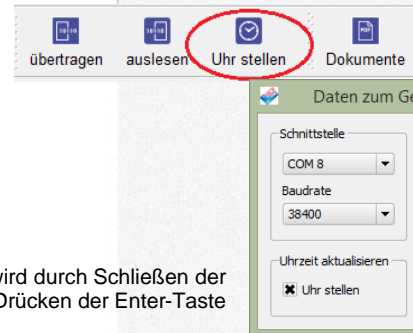 übertragen auslesen Uhr stellen Dokumente
Daten zum Ge
Schnittstelle
COM 8
Baudrate
38400
Uhrzeit aktualisieren
Uhr stellen
wird durch Schließen der
Drücken der Enter-Taste